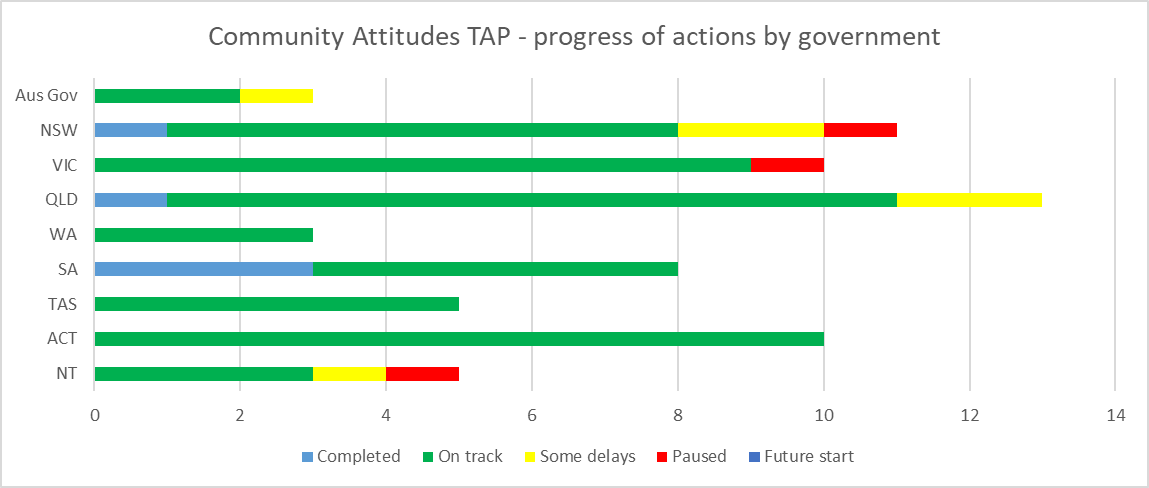 Community Attitudes TAP - progress of actions by government
Aus Gov
NSW
VIC
QLD
WA
SA
TAS
ACT
NT
0 2 4 6 8 10 12 14
Completed On track Some delays Paused Future start